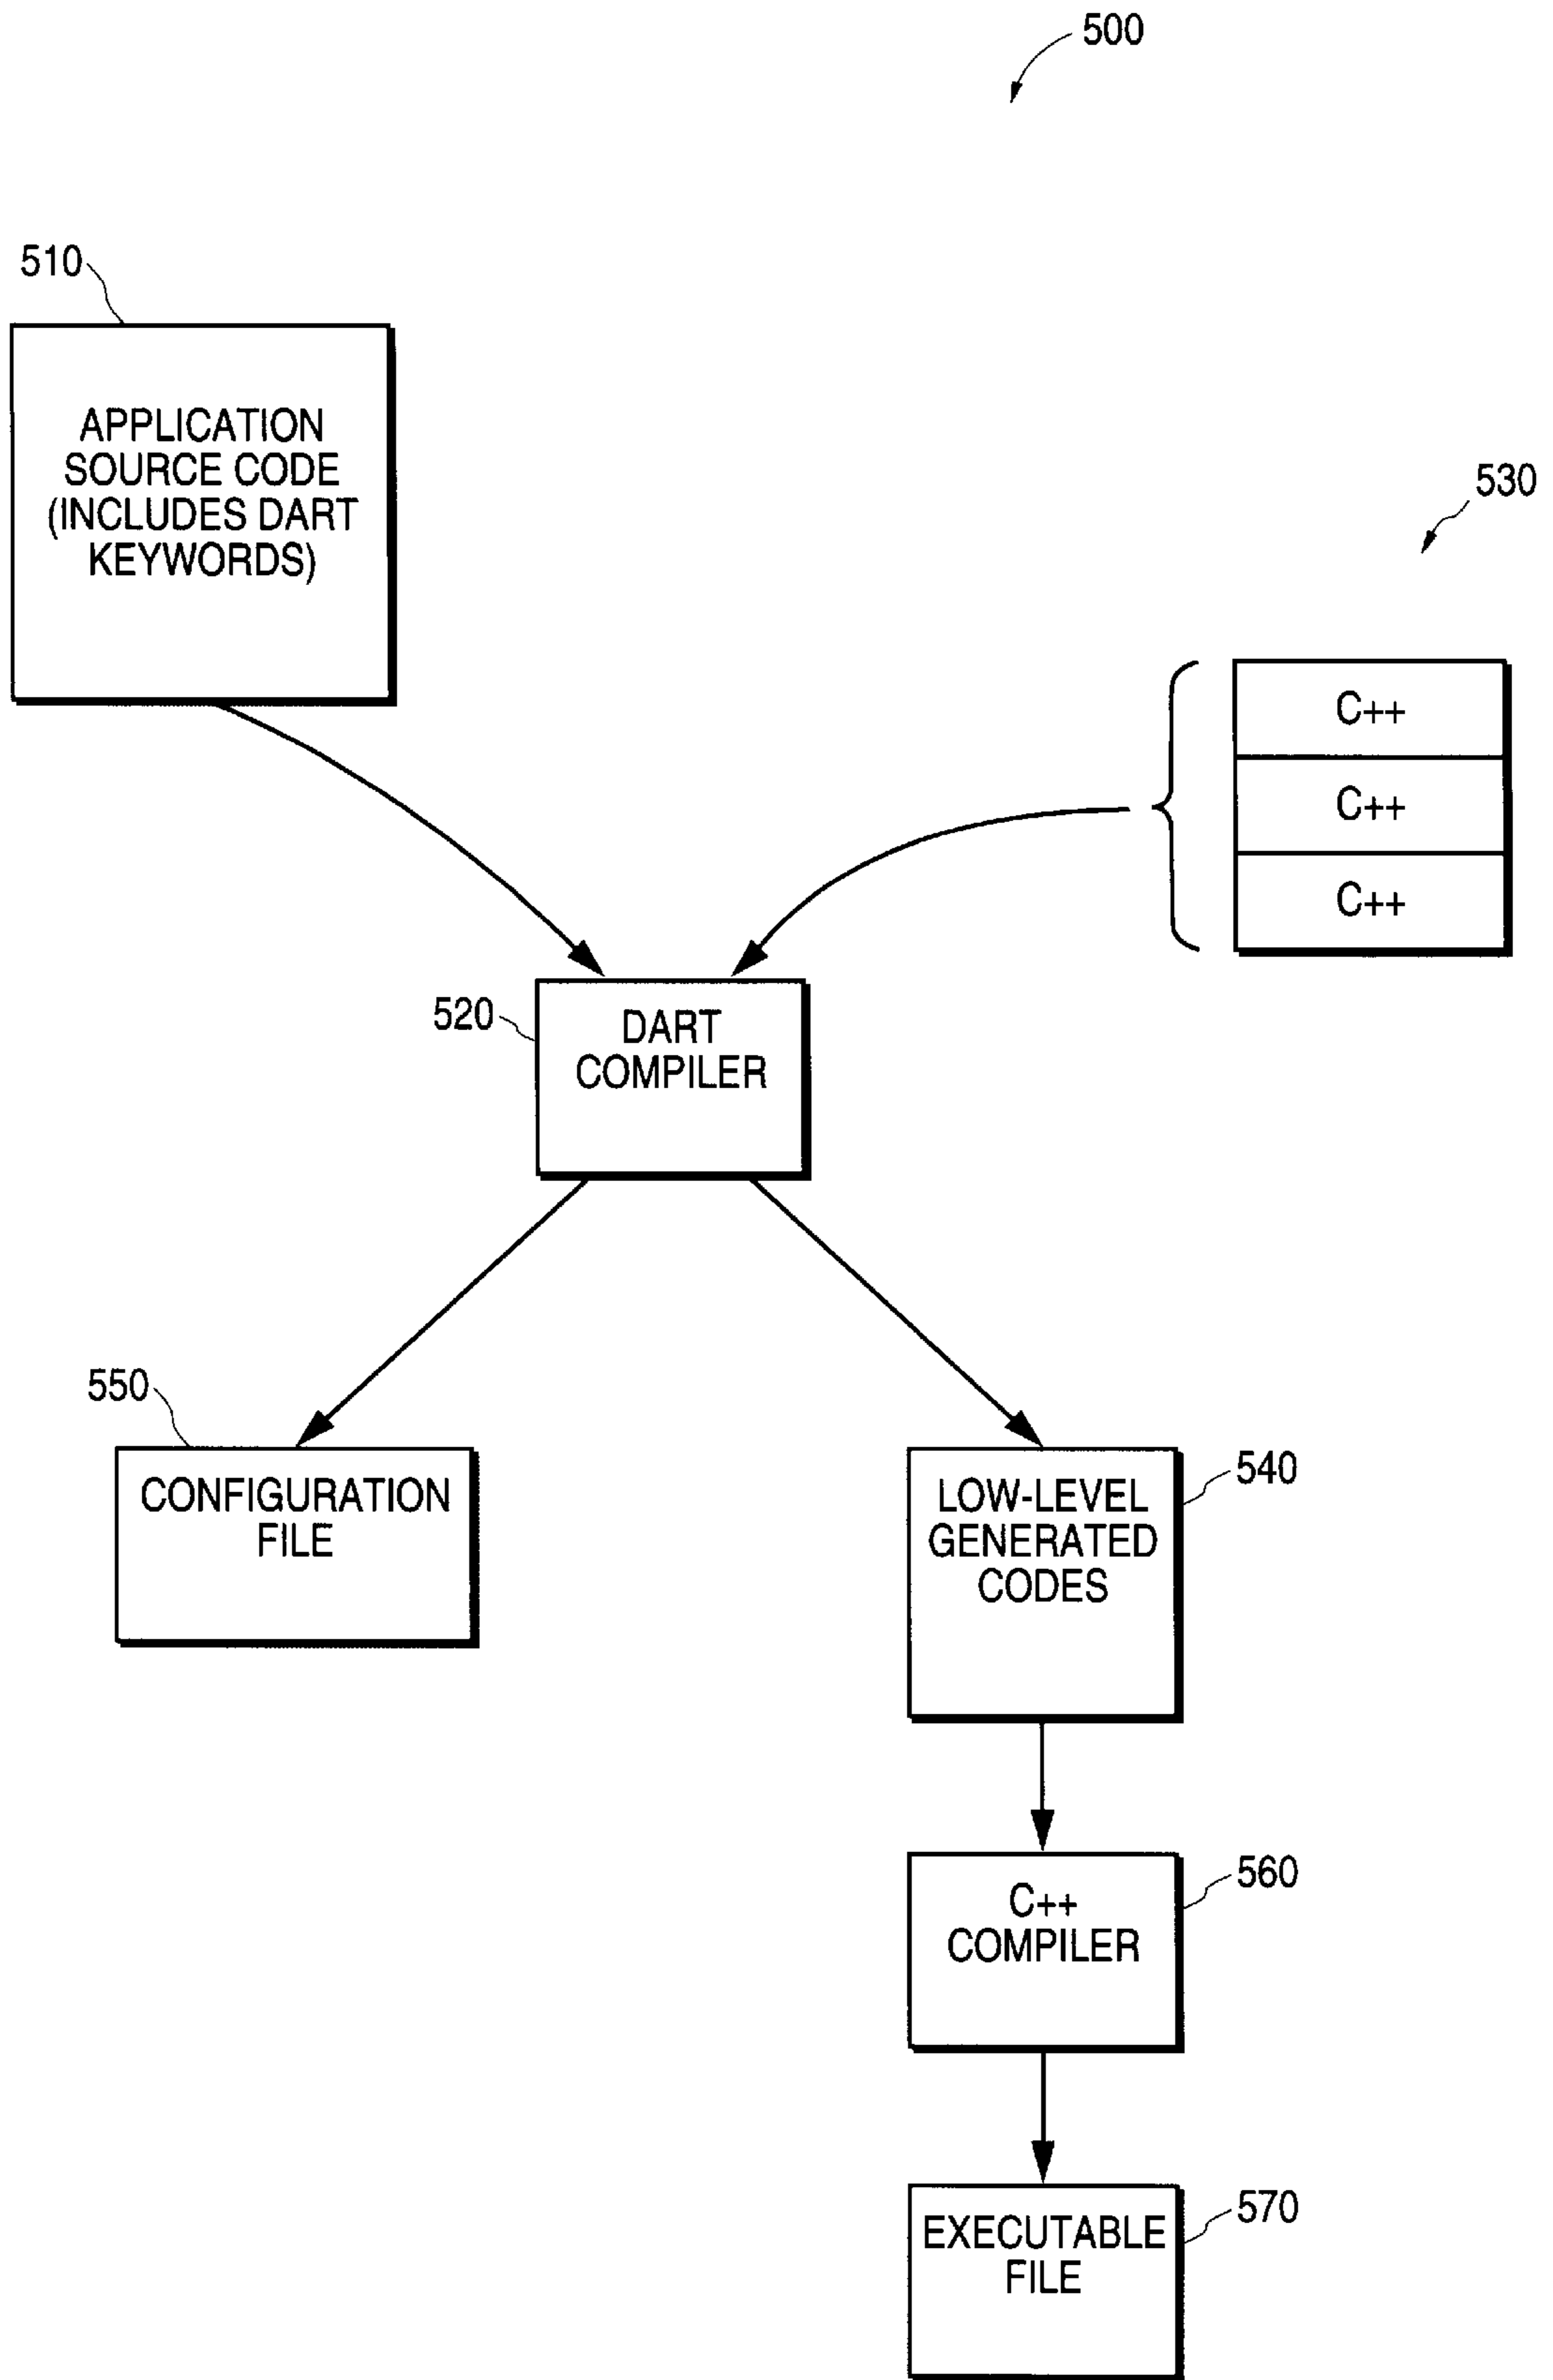 500
510
APPLICATION
SOURCE CODE
(INCLUDES DART
KEYWORDS)
530
C++
C++
C++
520
DART
COMPILER
550
CONFIGURATION
FILE
540
LOW-LEVEL
GENERATED
CODES
560
C++
COMPILER
570
EXECUTABLE
FILE